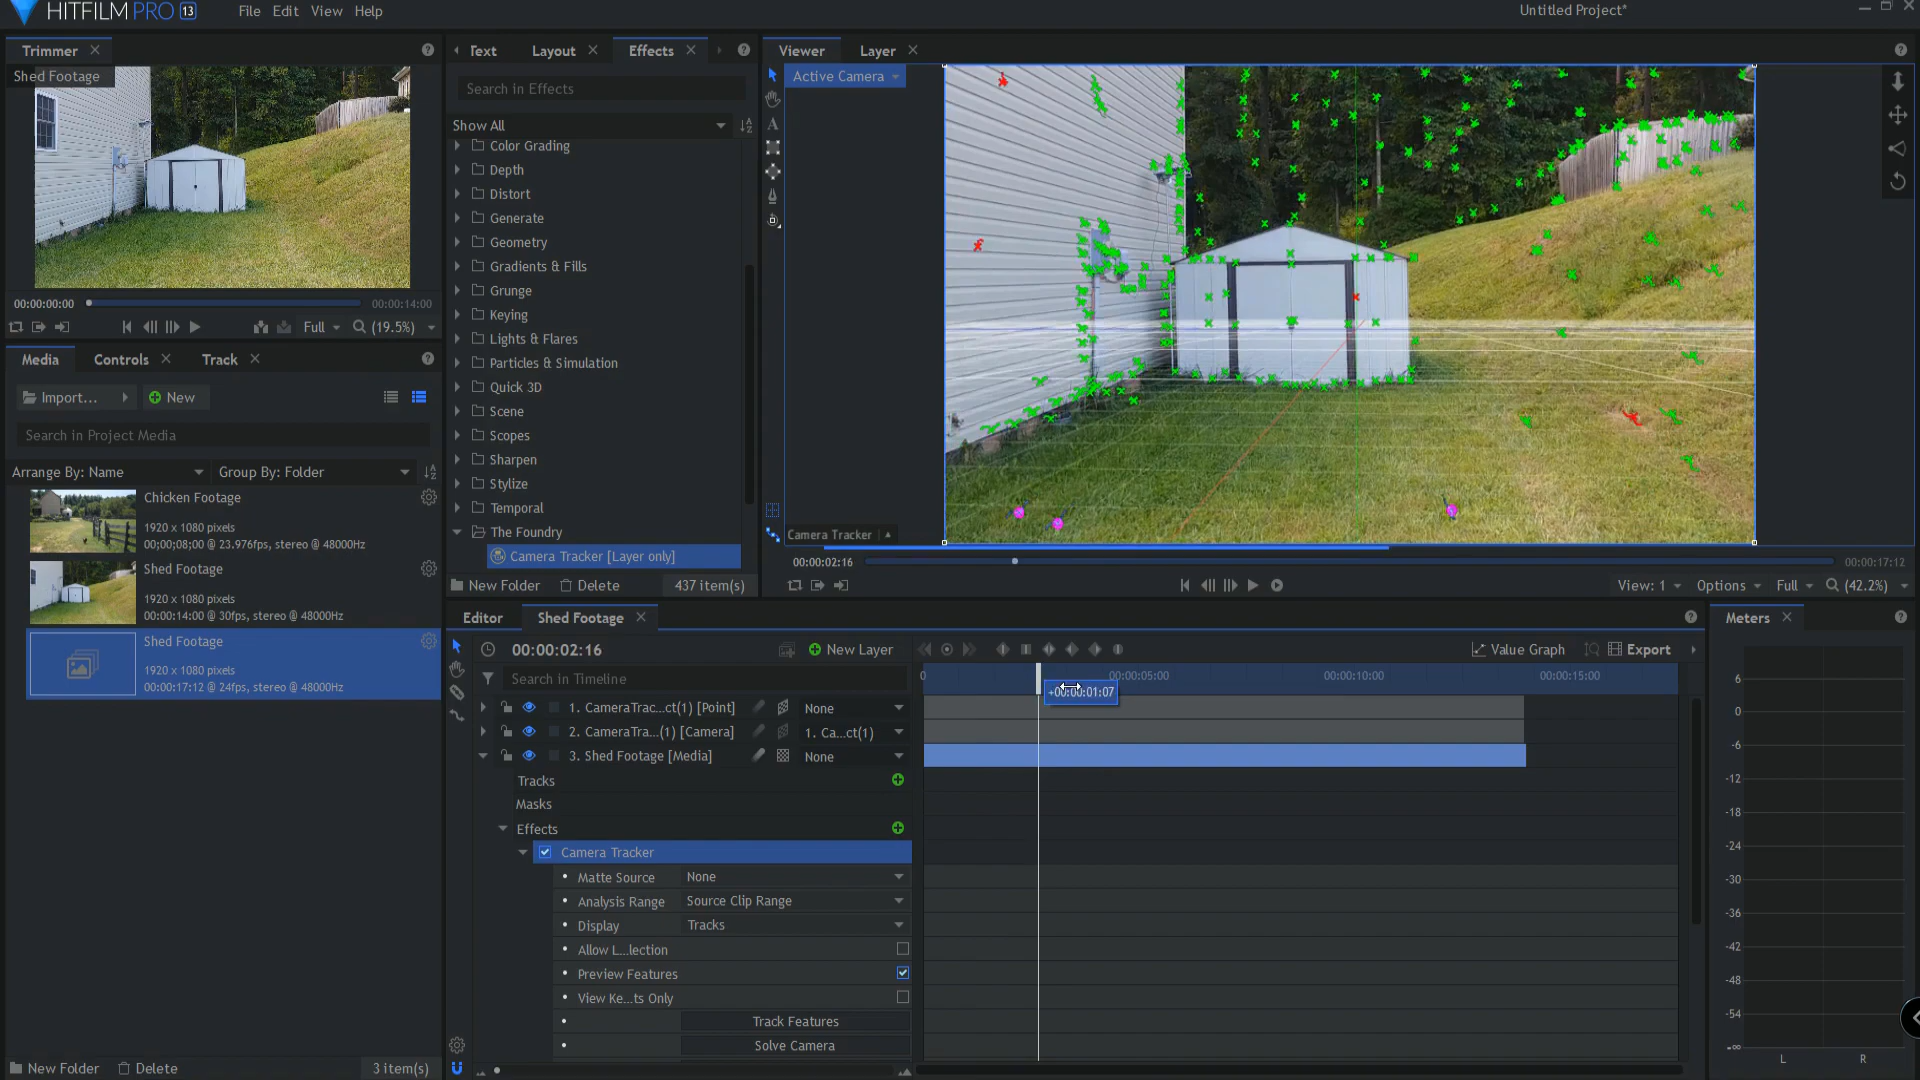 HITFILM PRO 13
File Edit View Help
Untitled Project*
Trimmer
Shed Footage
00:00:00:00
00:00:14:00
Full
(19.5%)
Media
Controls
Track
Import...
New
Search in Project Media
Arrange By: Name
Group By: Folder
Chicken Footage
1920 x 1080 pixels
00;00;08;00 @ 23.976fps, stereo @ 48000Hz
Shed Footage
1920 x 1080 pixels
00:00:14:00 @ 30fps, stereo @ 48000Hz
Shed Footage
1920 x 1080 pixels
00:00:17:12 @ 24fps, stereo @ 48000Hz
New Folder
Delete
3 item(s)
Text
Layout
Effects
Search in Effects
Show All
Color Grading
Depth
Distort
Generate
Geometry
Gradients & Fills
Grunge
Keying
Lights & Flares
Particles & Simulation
Quick 3D
Scene
Scopes
Sharpen
Stylize
Temporal
The Foundry
Camera Tracker [Layer only]
New Folder
Delete
437 item(s)
Viewer
Layer
Active Camera
Camera Tracker
00:00:02:16
00:00:17:12
View: 1
Options
Full
(42.2%)
Editor
Shed Footage
00:00:02:16
New Layer
Value Graph
Export
Search in Timeline
0
00:00:05:00
00:00:10:00
00:00:15:00
+00:00:01:07
1. CameraTrac...ct(1) [Point]
None
2. CameraTra...(1) [Camera]
1. Ca...ct(1)
3. Shed Footage [Media]
None
Tracks
Masks
Effects
Camera Tracker
Matte Source
None
Analysis Range
Source Clip Range
Display
Tracks
Allow L...lection
Preview Features
View Ke...ts Only
Track Features
Solve Camera
Meters
6
0
-6
-12
-18
-24
-30
-36
-42
-48
-54
-∞
L
R